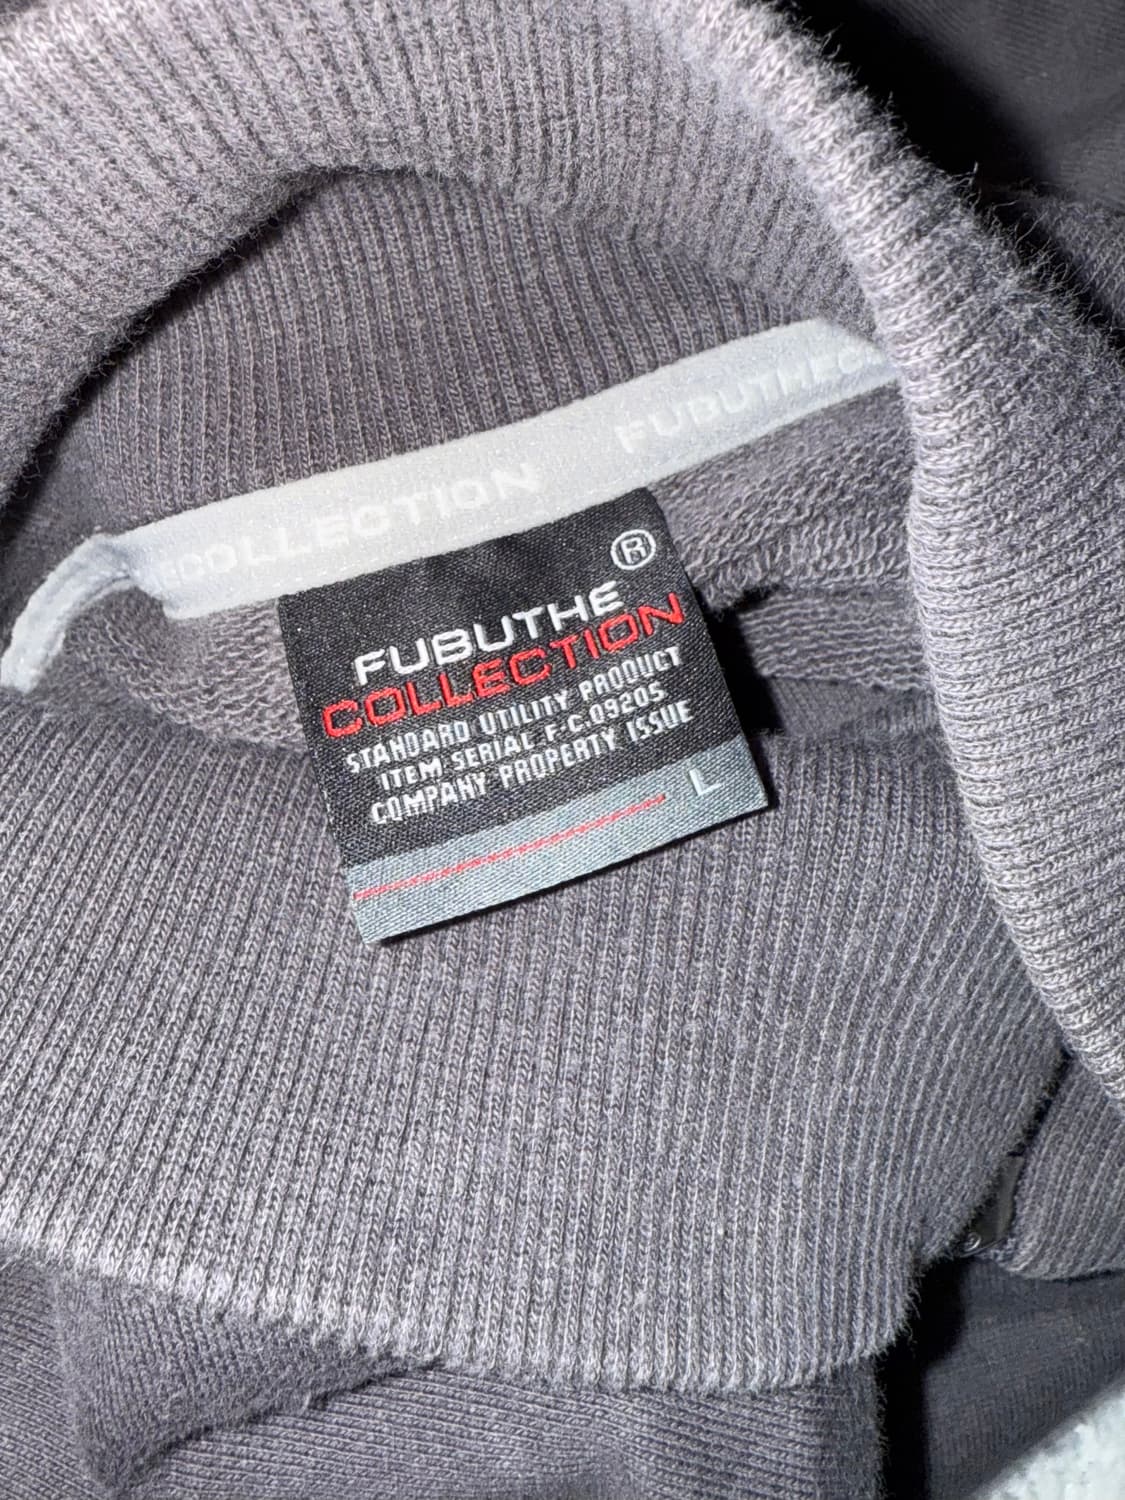 COLLECTION FUBUTHEC
®
FUBUTHE
COLLECTION
STANDARD UTILITY PRODUCT
ITEM SERIAL F-C.09205
COMPANY PROPERTY ISSUE
L